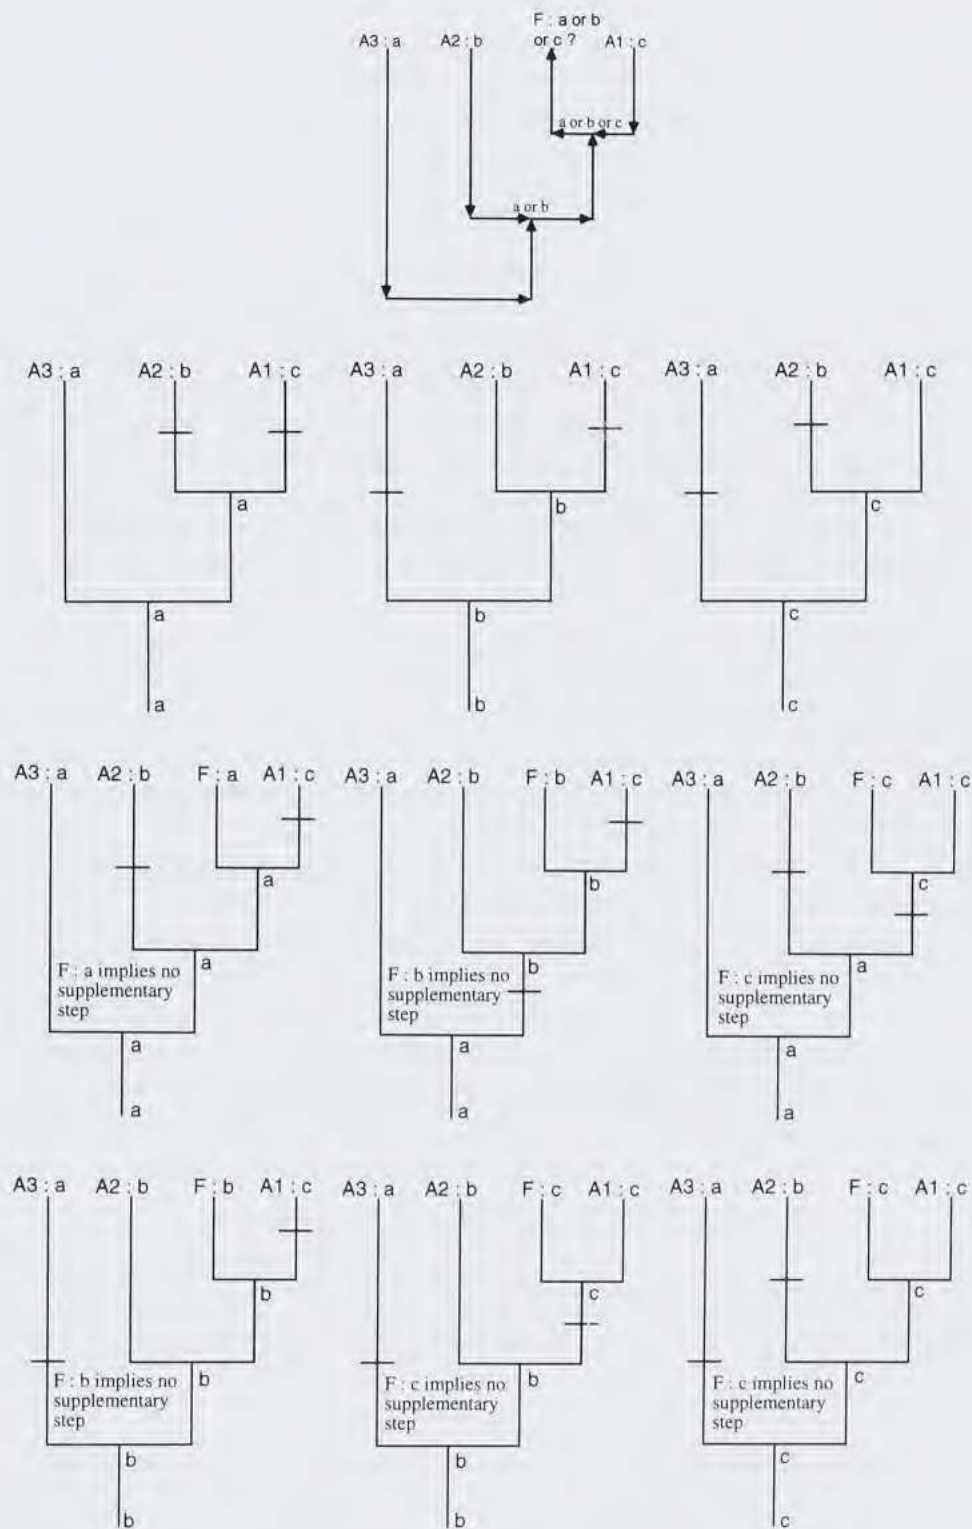 F : a or b
or c ?
A3 : a A2 : b A1 : c
a or b or c
a or b
A3 : a A2 : b A1 : c A3 : a A2 : b A1 : c A3 : a A2 : b A1 : c
a b c
a b c
a b c
A3 : a A2 : b F : a A1 : c A3 : a A2 : b F : b A1 : c A3 : a A2 : b F : c A1 : c
a b c
a b a
F : a implies no
supplementary
step
F : b implies no
supplementary
step
F : c implies no
supplementary
step
a a a
a a a
A3 : a A2 : b F : b A1 : c A3 : a A2 : b F : c A1 : c A3 : a A2 : b F : c A1 : c
b c c
b b c
F : b implies no
supplementary
step
F : c implies no
supplementary
step
F : c implies no
supplementary
step
b b c
b b c